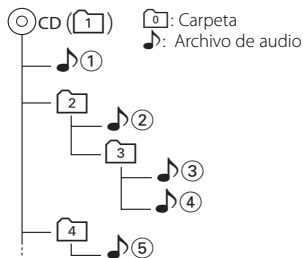 CD (1)
0: Carpeta
: Archivo de audio
①
2
②
3
③
④
4
⑤